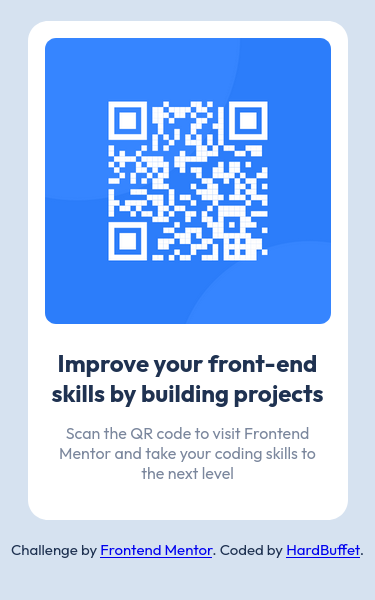 Improve your front-end
skills by building projects
Scan the QR code to visit Frontend
Mentor and take your coding skills to
the next level
Challenge by Frontend Mentor. Coded by HardBuffet.